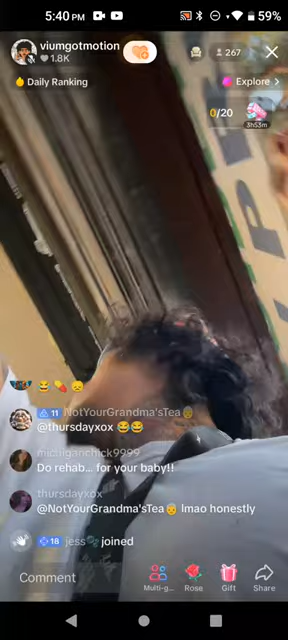 5:40 PM
59%
viumgotmotion
1.8K
267
Daily Ranking
Explore >
0/20
3h53m
11 NotYourGrandma'sTea👵
@thursdayxox 😂😂
michiganchick9999
Do rehab... for your baby!!
thursdayxox
@NotYourGrandma'sTea👵 lmao honestly
18 jess joined
Comment
Multi-g...
Rose
Gift
Share